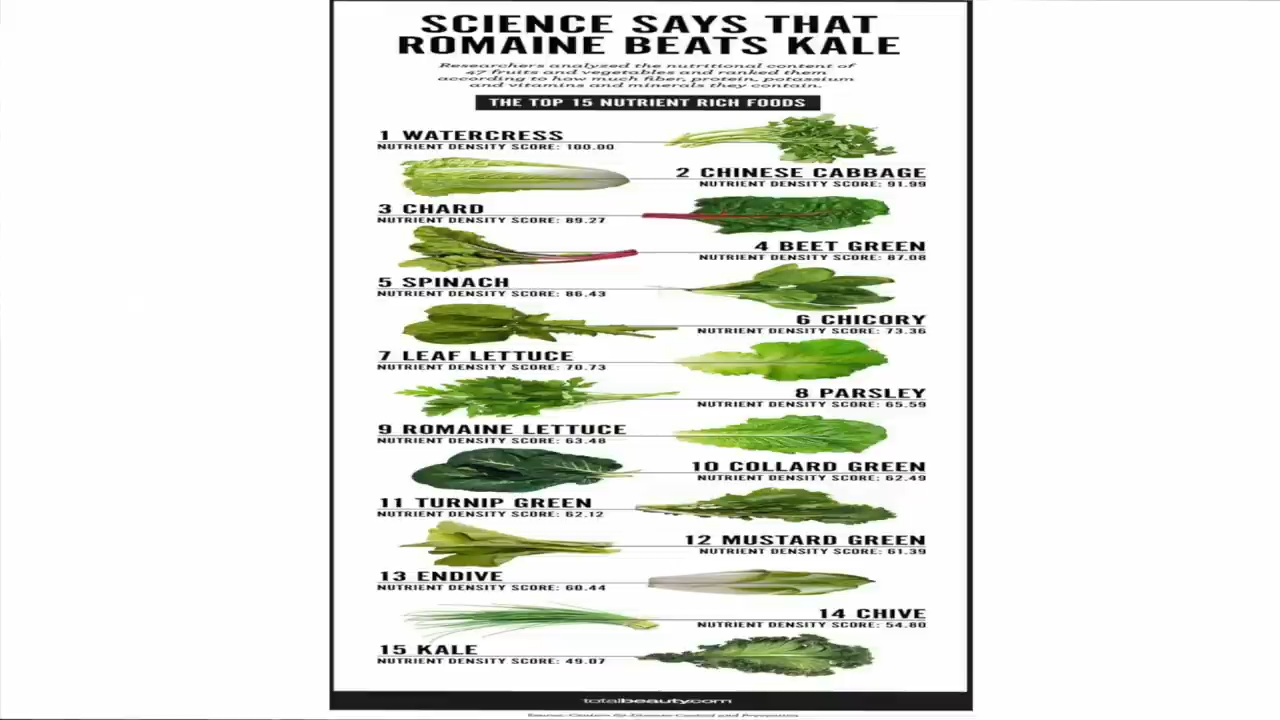 SCIENCE SAYS THAT
ROMAINE BEATS KALE
Researchers analyzed the nutritional content of
47 fruits and vegetables and ranked them
according to how much fiber, protein, potassium
and vitamins and minerals they contain.
THE TOP 15 NUTRIENT RICH FOODS
1 WATERCRESS
NUTRIENT DENSITY SCORE: 100.00
2 CHINESE CABBAGE
NUTRIENT DENSITY SCORE: 91.99
3 CHARD
NUTRIENT DENSITY SCORE: 89.27
4 BEET GREEN
NUTRIENT DENSITY SCORE: 87.08
5 SPINACH
NUTRIENT DENSITY SCORE: 86.43
6 CHICORY
NUTRIENT DENSITY SCORE: 73.36
7 LEAF LETTUCE
NUTRIENT DENSITY SCORE: 70.73
8 PARSLEY
NUTRIENT DENSITY SCORE: 65.59
9 ROMAINE LETTUCE
NUTRIENT DENSITY SCORE: 63.48
10 COLLARD GREEN
NUTRIENT DENSITY SCORE: 62.49
11 TURNIP GREEN
NUTRIENT DENSITY SCORE: 62.12
12 MUSTARD GREEN
NUTRIENT DENSITY SCORE: 61.39
13 ENDIVE
NUTRIENT DENSITY SCORE: 60.44
14 CHIVE
NUTRIENT DENSITY SCORE: 54.80
15 KALE
NUTRIENT DENSITY SCORE: 49.07
totalbeauty.com
Source: Centers for Disease Control and Prevention